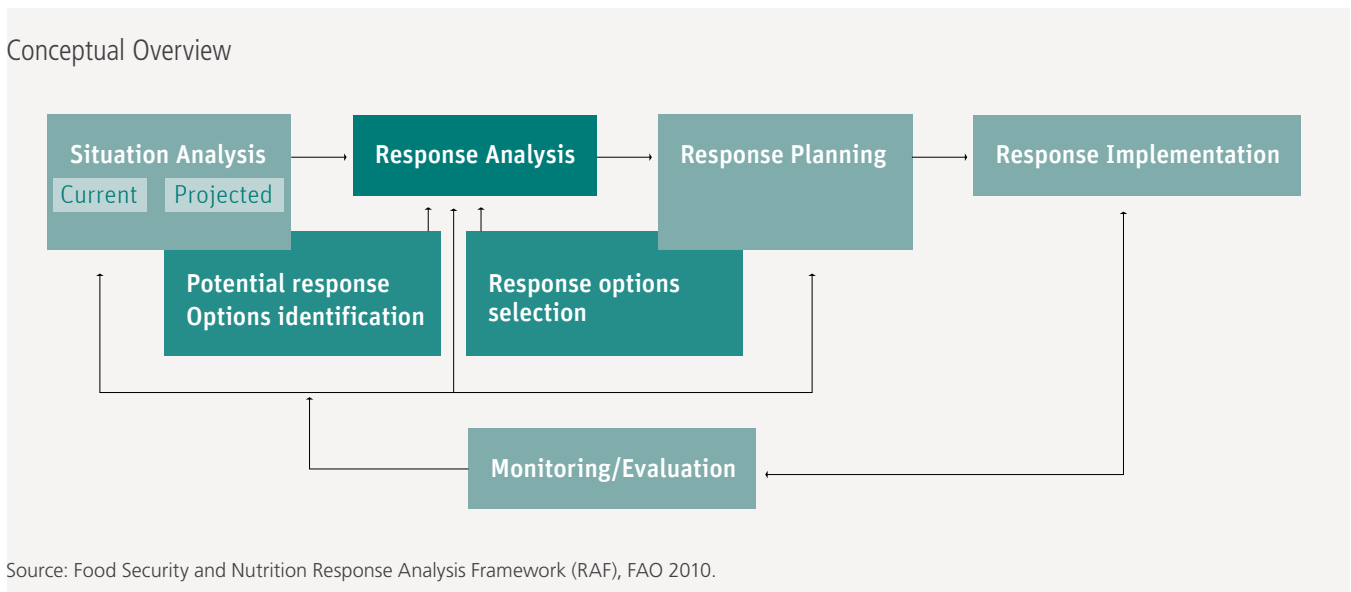 Conceptual Overview
Situation Analysis
Current Projected
Response Analysis
Response Planning
Response Implementation
Potential response
Options identification
Response options
selection
Monitoring/Evaluation
Source: Food Security and Nutrition Response Analysis Framework (RAF), FAO 2010.